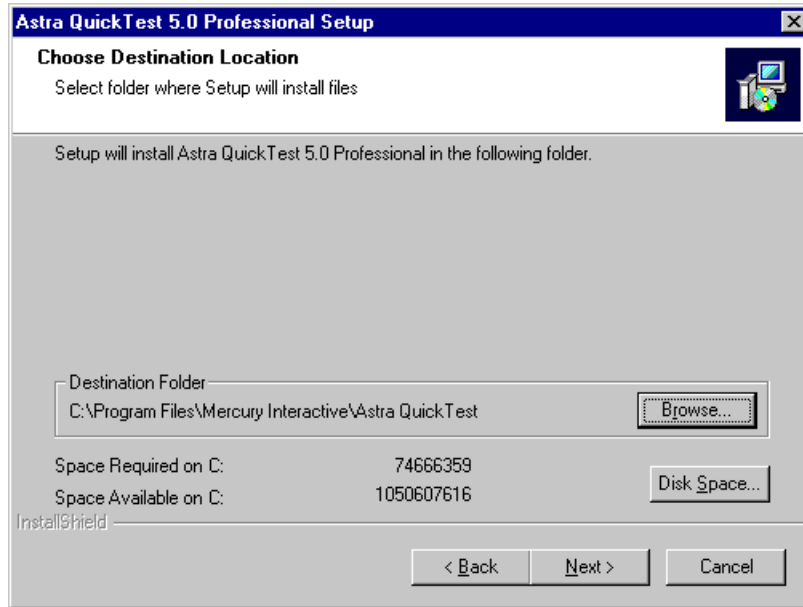 Astra QuickTest 5.0 Professional Setup
Choose Destination Location
Select folder where Setup will install files
Setup will install Astra QuickTest 5.0 Professional in the following folder.
Destination Folder
C:\Program Files\Mercury Interactive\Astra QuickTest
Browse...
Space Required on C: 74666359
Space Available on C: 1050607616
Disk Space...
InstallShield
< Back Next > Cancel